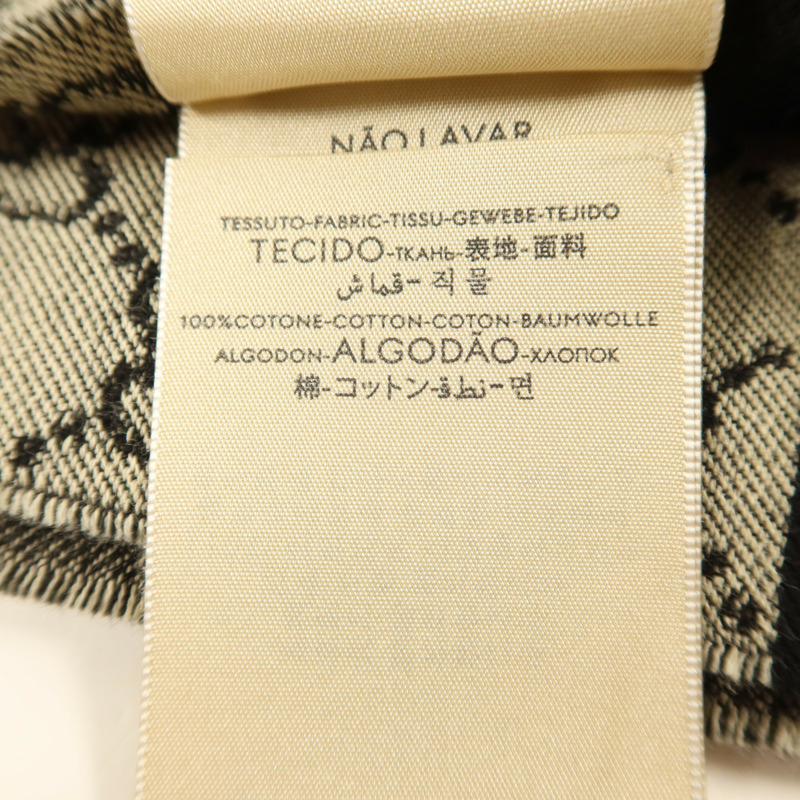 NÃO LAVAR
TESSUTO-FABRIC-TISSU-GEWEBE-TEJIDO
TECIDO-ТКАНЬ-表地-面料
직물-قماش
100%COTONE-COTTON-COTON-BAUMWOLLE
ALGODON-ALGODÃO-ХЛОПОК
棉-コットン-نطق-면